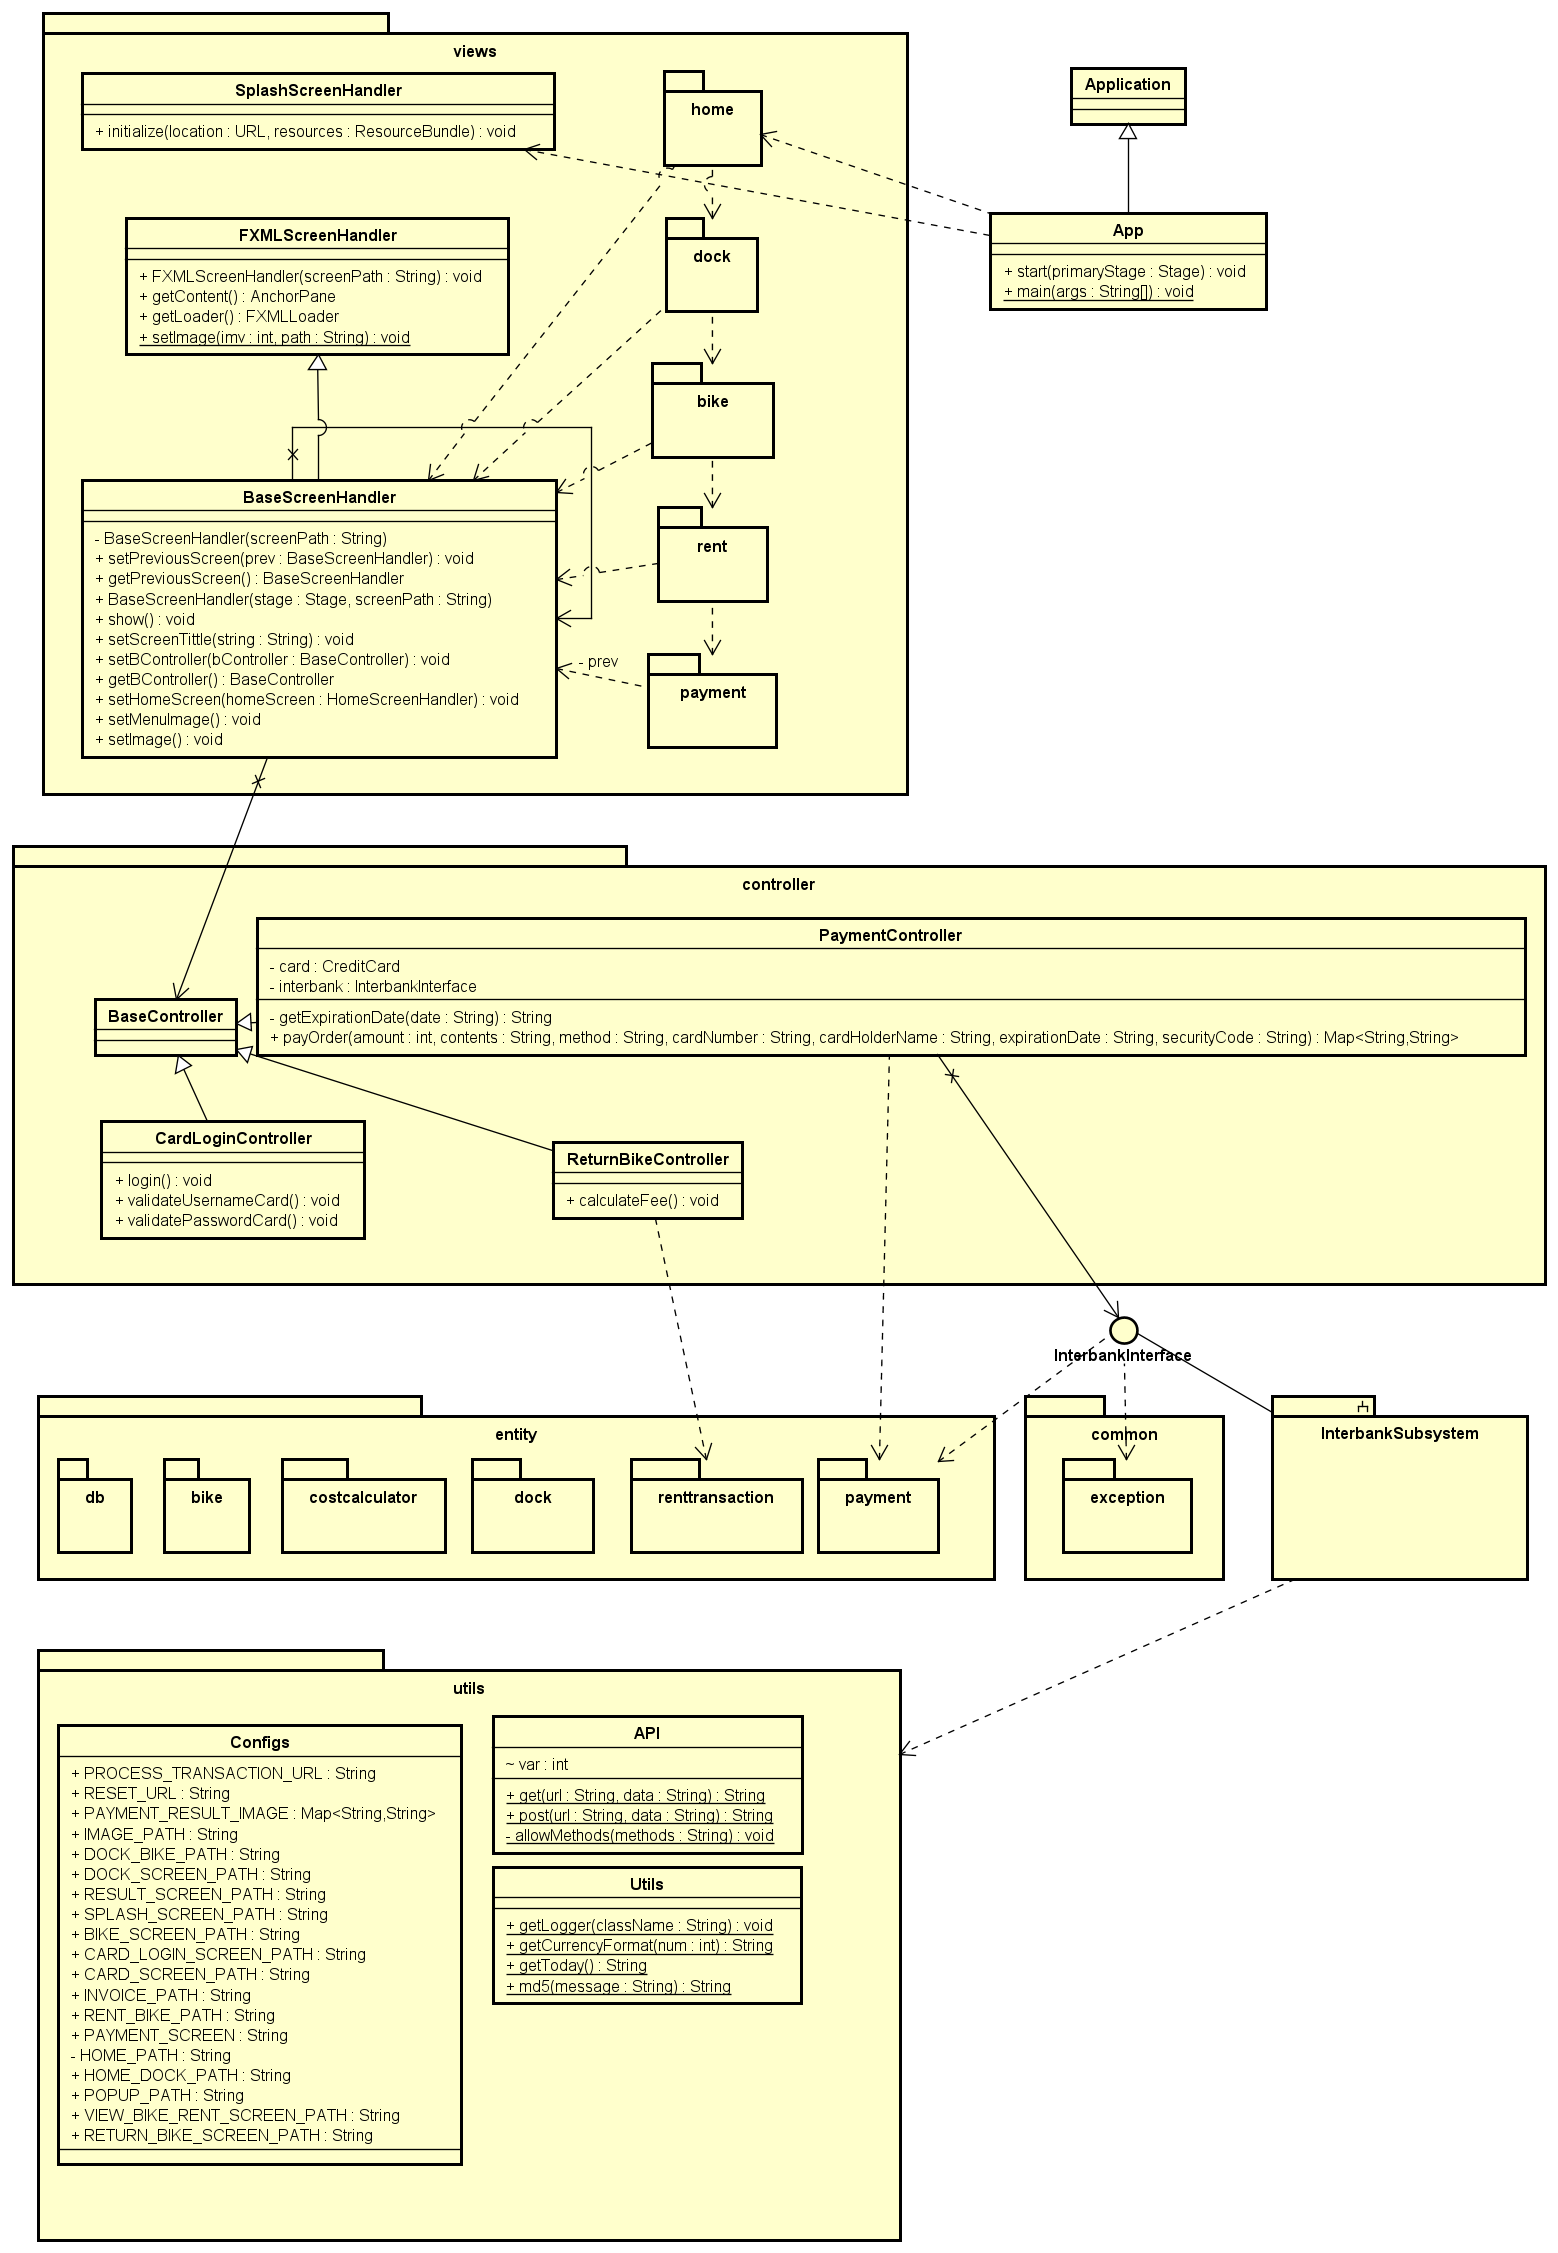 views
SplashScreenHandler
+ initialize(location : URL, resources : ResourceBundle) : void
home
Application
FXMLScreenHandler
+ FXMLScreenHandler(screenPath : String) : void
+ getContent() : AnchorPane
+ getLoader() : FXMLLoader
+ setImage(imv : int, path : String) : void
dock
App
+ start(primaryStage : Stage) : void
+ main(args : String[]) : void
bike
BaseScreenHandler
- BaseScreenHandler(screenPath : String)
+ setPreviousScreen(prev : BaseScreenHandler) : void
+ getPreviousScreen() : BaseScreenHandler
+ BaseScreenHandler(stage : Stage, screenPath : String)
+ show() : void
+ setScreenTittle(string : String) : void
+ setBController(bController : BaseController) : void
+ getBController() : BaseController
+ setHomeScreen(homeScreen : HomeScreenHandler) : void
+ setMenuImage() : void
+ setImage() : void
rent
- prev
payment
controller
PaymentController
- card : CreditCard
- interbank : InterbankInterface
- getExpirationDate(date : String) : String
+ payOrder(amount : int, contents : String, method : String, cardNumber : String, cardHolderName : String, expirationDate : String, securityCode : String) : Map<String,String>
BaseController
CardLoginController
+ login() : void
+ validateUsernameCard() : void
+ validatePasswordCard() : void
ReturnBikeController
+ calculateFee() : void
InterbankInterface
entity
db
bike
costcalculator
dock
renttransaction
payment
common
exception
InterbankSubsystem
utils
Configs
+ PROCESS_TRANSACTION_URL : String
+ RESET_URL : String
+ PAYMENT_RESULT_IMAGE : Map<String,String>
+ IMAGE_PATH : String
+ DOCK_BIKE_PATH : String
+ DOCK_SCREEN_PATH : String
+ RESULT_SCREEN_PATH : String
+ SPLASH_SCREEN_PATH : String
+ BIKE_SCREEN_PATH : String
+ CARD_LOGIN_SCREEN_PATH : String
+ CARD_SCREEN_PATH : String
+ INVOICE_PATH : String
+ RENT_BIKE_PATH : String
+ PAYMENT_SCREEN : String
- HOME_PATH : String
+ HOME_DOCK_PATH : String
+ POPUP_PATH : String
+ VIEW_BIKE_RENT_SCREEN_PATH : String
+ RETURN_BIKE_SCREEN_PATH : String
API
~ var : int
+ get(url : String, data : String) : String
+ post(url : String, data : String) : String
- allowMethods(methods : String) : void
Utils
+ getLogger(className : String) : void
+ getCurrencyFormat(num : int) : String
+ getToday() : String
+ md5(message : String) : String